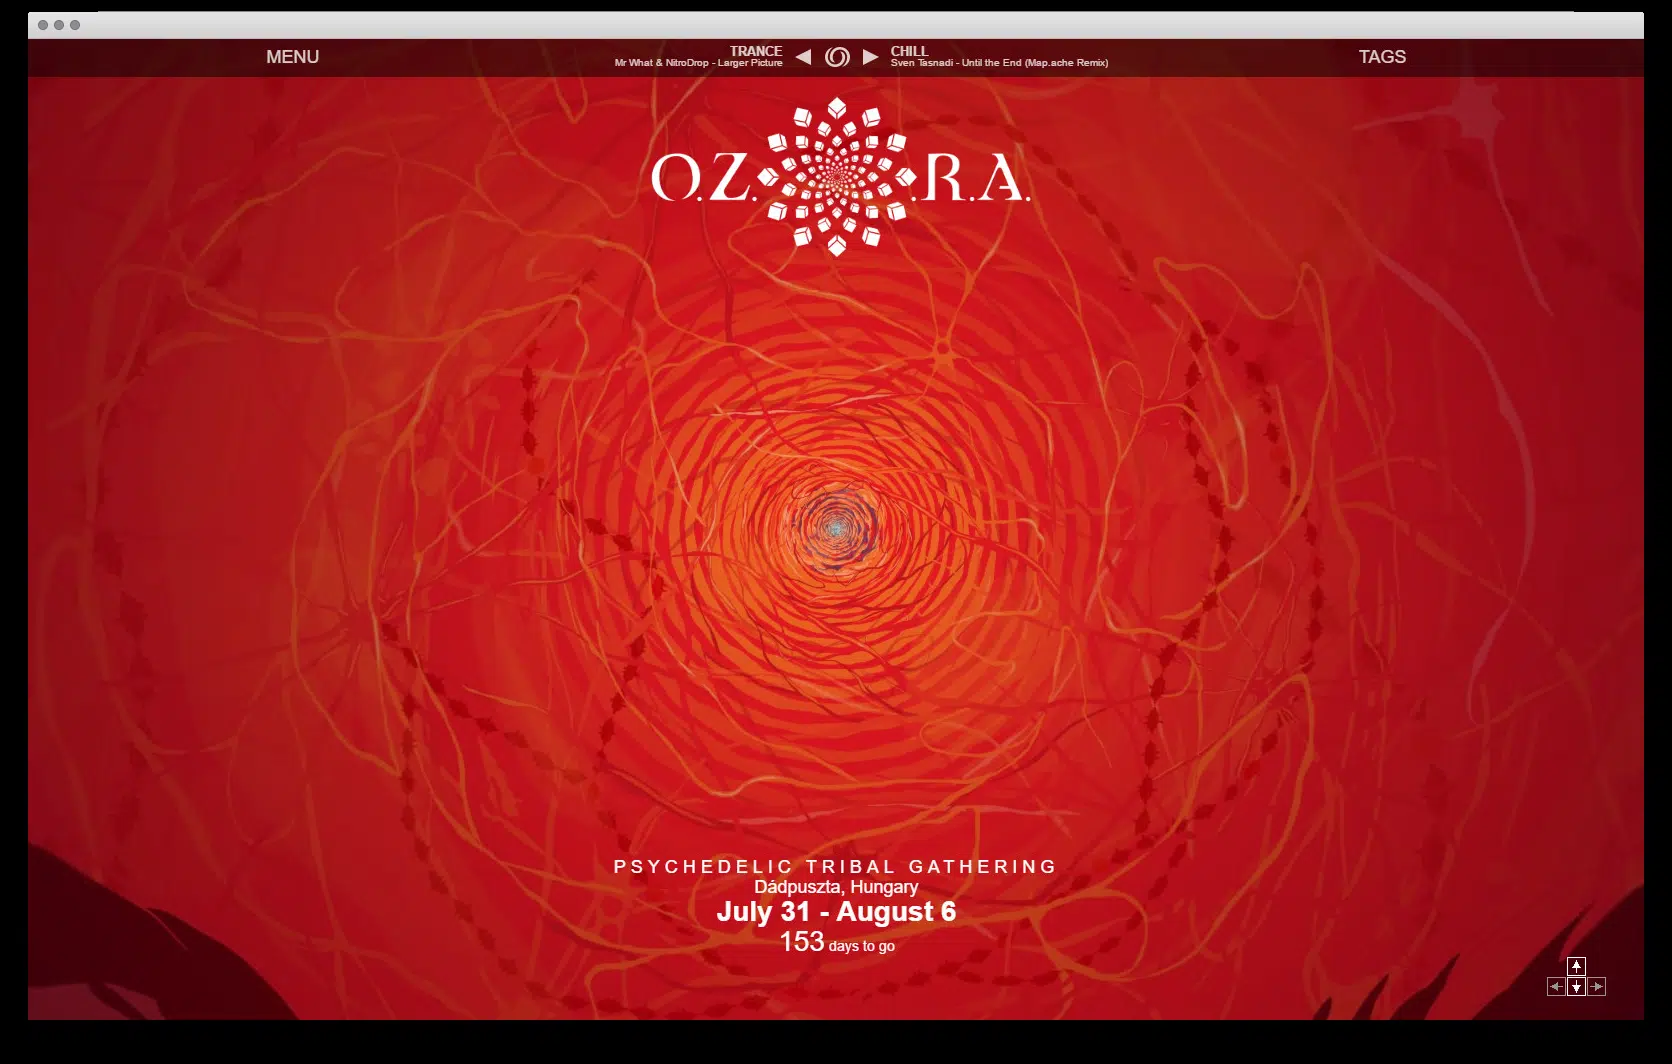 MENU
TRANCE
Mr What & NitroDrop - Larger Picture
CHILL
Sven Tasnadi - Until the End (Map.ache Remix)
TAGS
O.Z. .R.A.
PSYCHEDELIC TRIBAL GATHERING
Dádpuszta, Hungary
July 31 - August 6
153 days to go